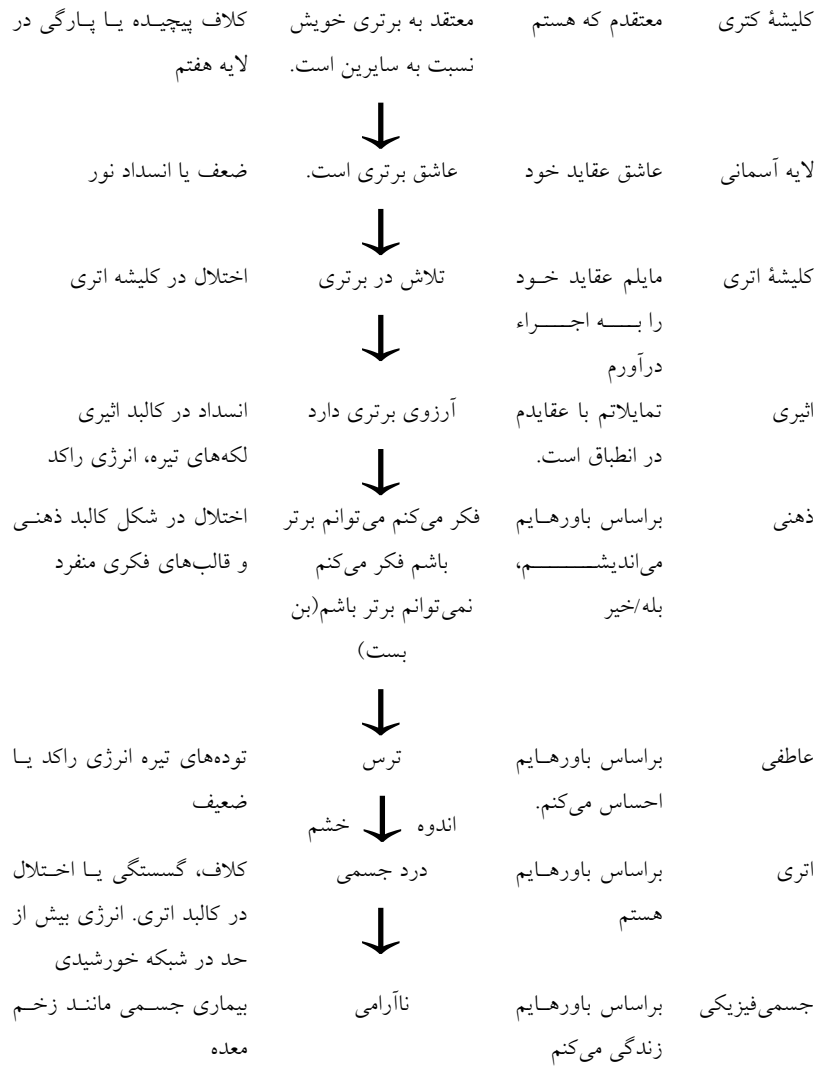 کلیشهٔ کتری معتقدم که هستم معتقد به برتری خویش کلاف پیچیده یا پارگی در
نسبت به سایرین است. لایه هفتم
لایه آسمانی عاشق عقاید خود عاشق برتری است. ضعف یا انسداد نور
کلیشهٔ اتری مایلم عقاید خود تلاش در برتری اختلال در کلیشه اتری
را به اجراء
درآورم
اثیری تمایلاتم با عقایدم آرزوی برتری دارد انسداد در کالبد اثیری
در انطباق است. لکه‌های تیره، انرژی راکد
ذهنی براساس باورهایم فکر می‌کنم می‌توانم برتر اختلال در شکل کالبد ذهنی
می‌اندیشم، باشم فکر می‌کنم و قالب‌های فکری منفرد
بله/خیر نمی‌توانم برتر باشم(بن
بست)
عاطفی براساس باورهایم ترس توده‌های تیره انرژی راکد یا
احساس می‌کنم. ضعیف
اندوه خشم
اتری براساس باورهایم درد جسمی کلاف، گسستگی یا اختلال
هستم در کالبد اتری. انرژی بیش از
حد در شبکه خورشیدی
جسمی‌فیزیکی براساس باورهایم ناآرامی بیماری جسمی مانند زخم
زندگی می‌کنم معده